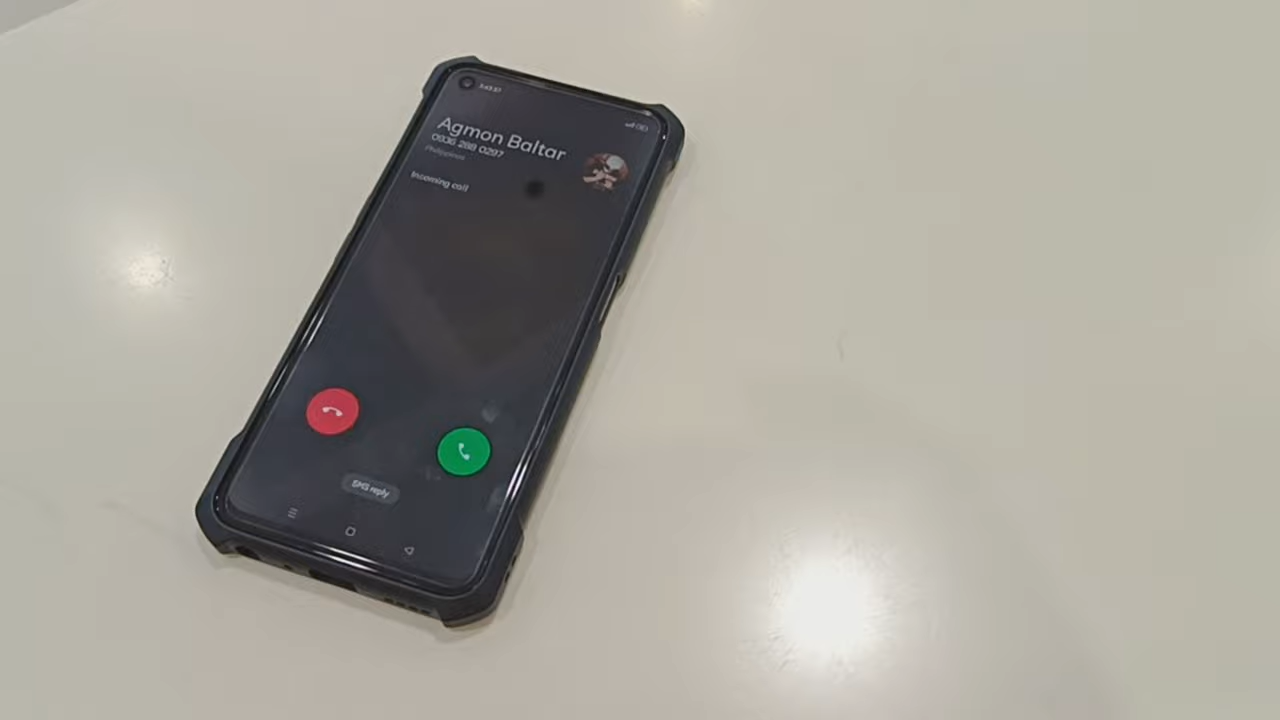 Agmon Baltar
0936 288 0297
Philippines
Incoming call
SMS reply